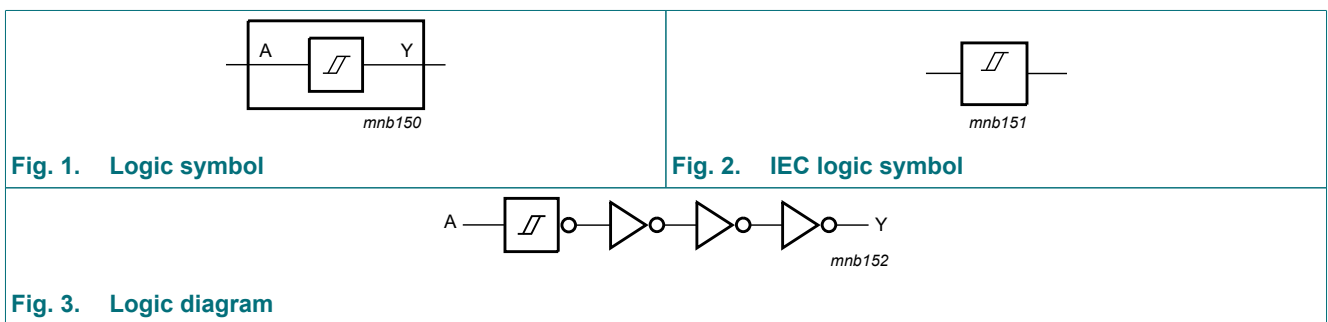 A Y
mnb150
Fig. 1. Logic symbol
mnb151
Fig. 2. IEC logic symbol
A Y
mnb152
Fig. 3. Logic diagram